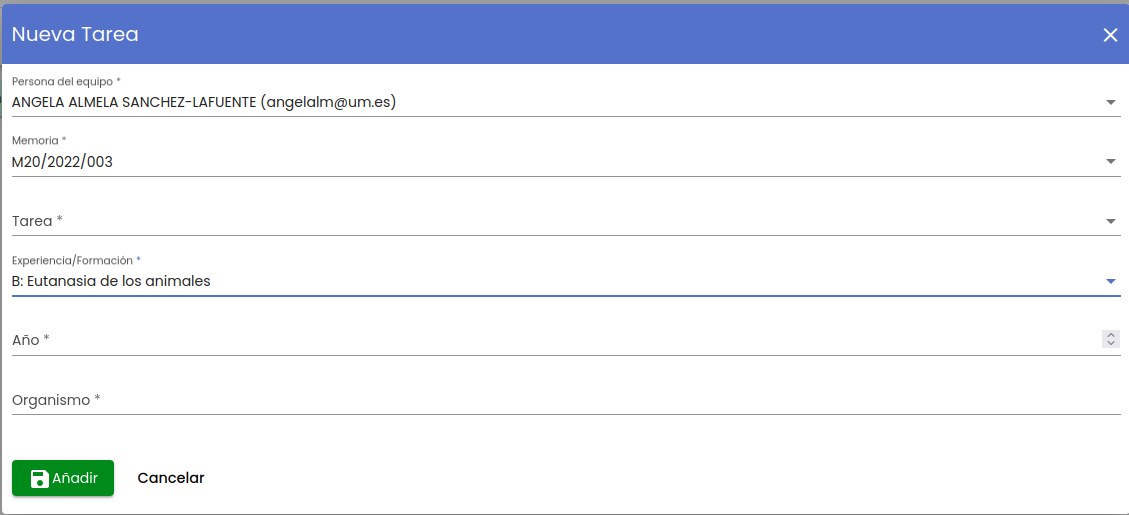 Nueva Tarea
Persona del equipo *
ANGELA ALMELA SANCHEZ-LAFUENTE (angelalm@um.es)
Memoria *
M20/2022/003
Tarea *
Experiencia/Formación *
B: Eutanasia de los animales
Año *
Organismo *
Añadir Cancelar